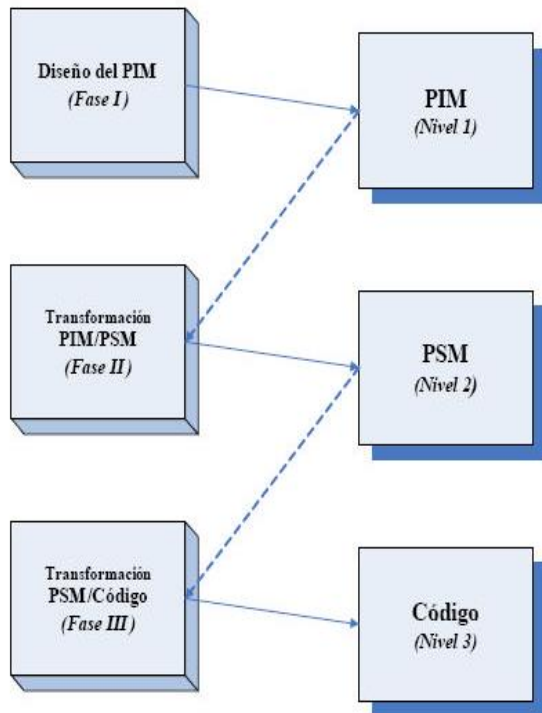 Diseño del PIM
(Fase I)
PIM
(Nivel 1)
Transformación
PIM/PSM
(Fase II)
PSM
(Nivel 2)
Transformación
PSM/Código
(Fase III)
Código
(Nivel 3)